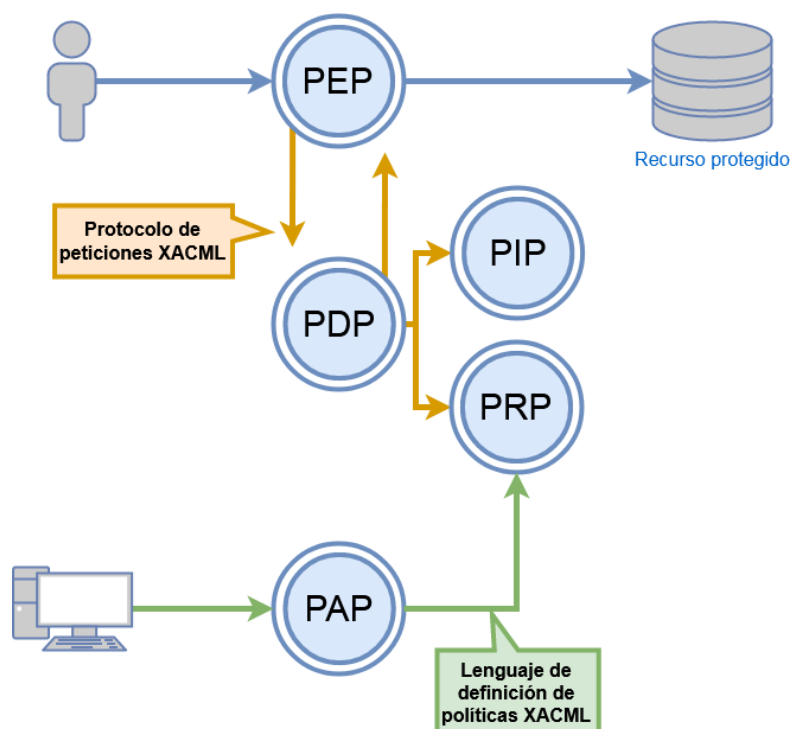 PEP
Recurso protegido
Protocolo de
peticiones XACML
PIP
PDP
PRP
PAP
Lenguaje de
definición de
políticas XACML